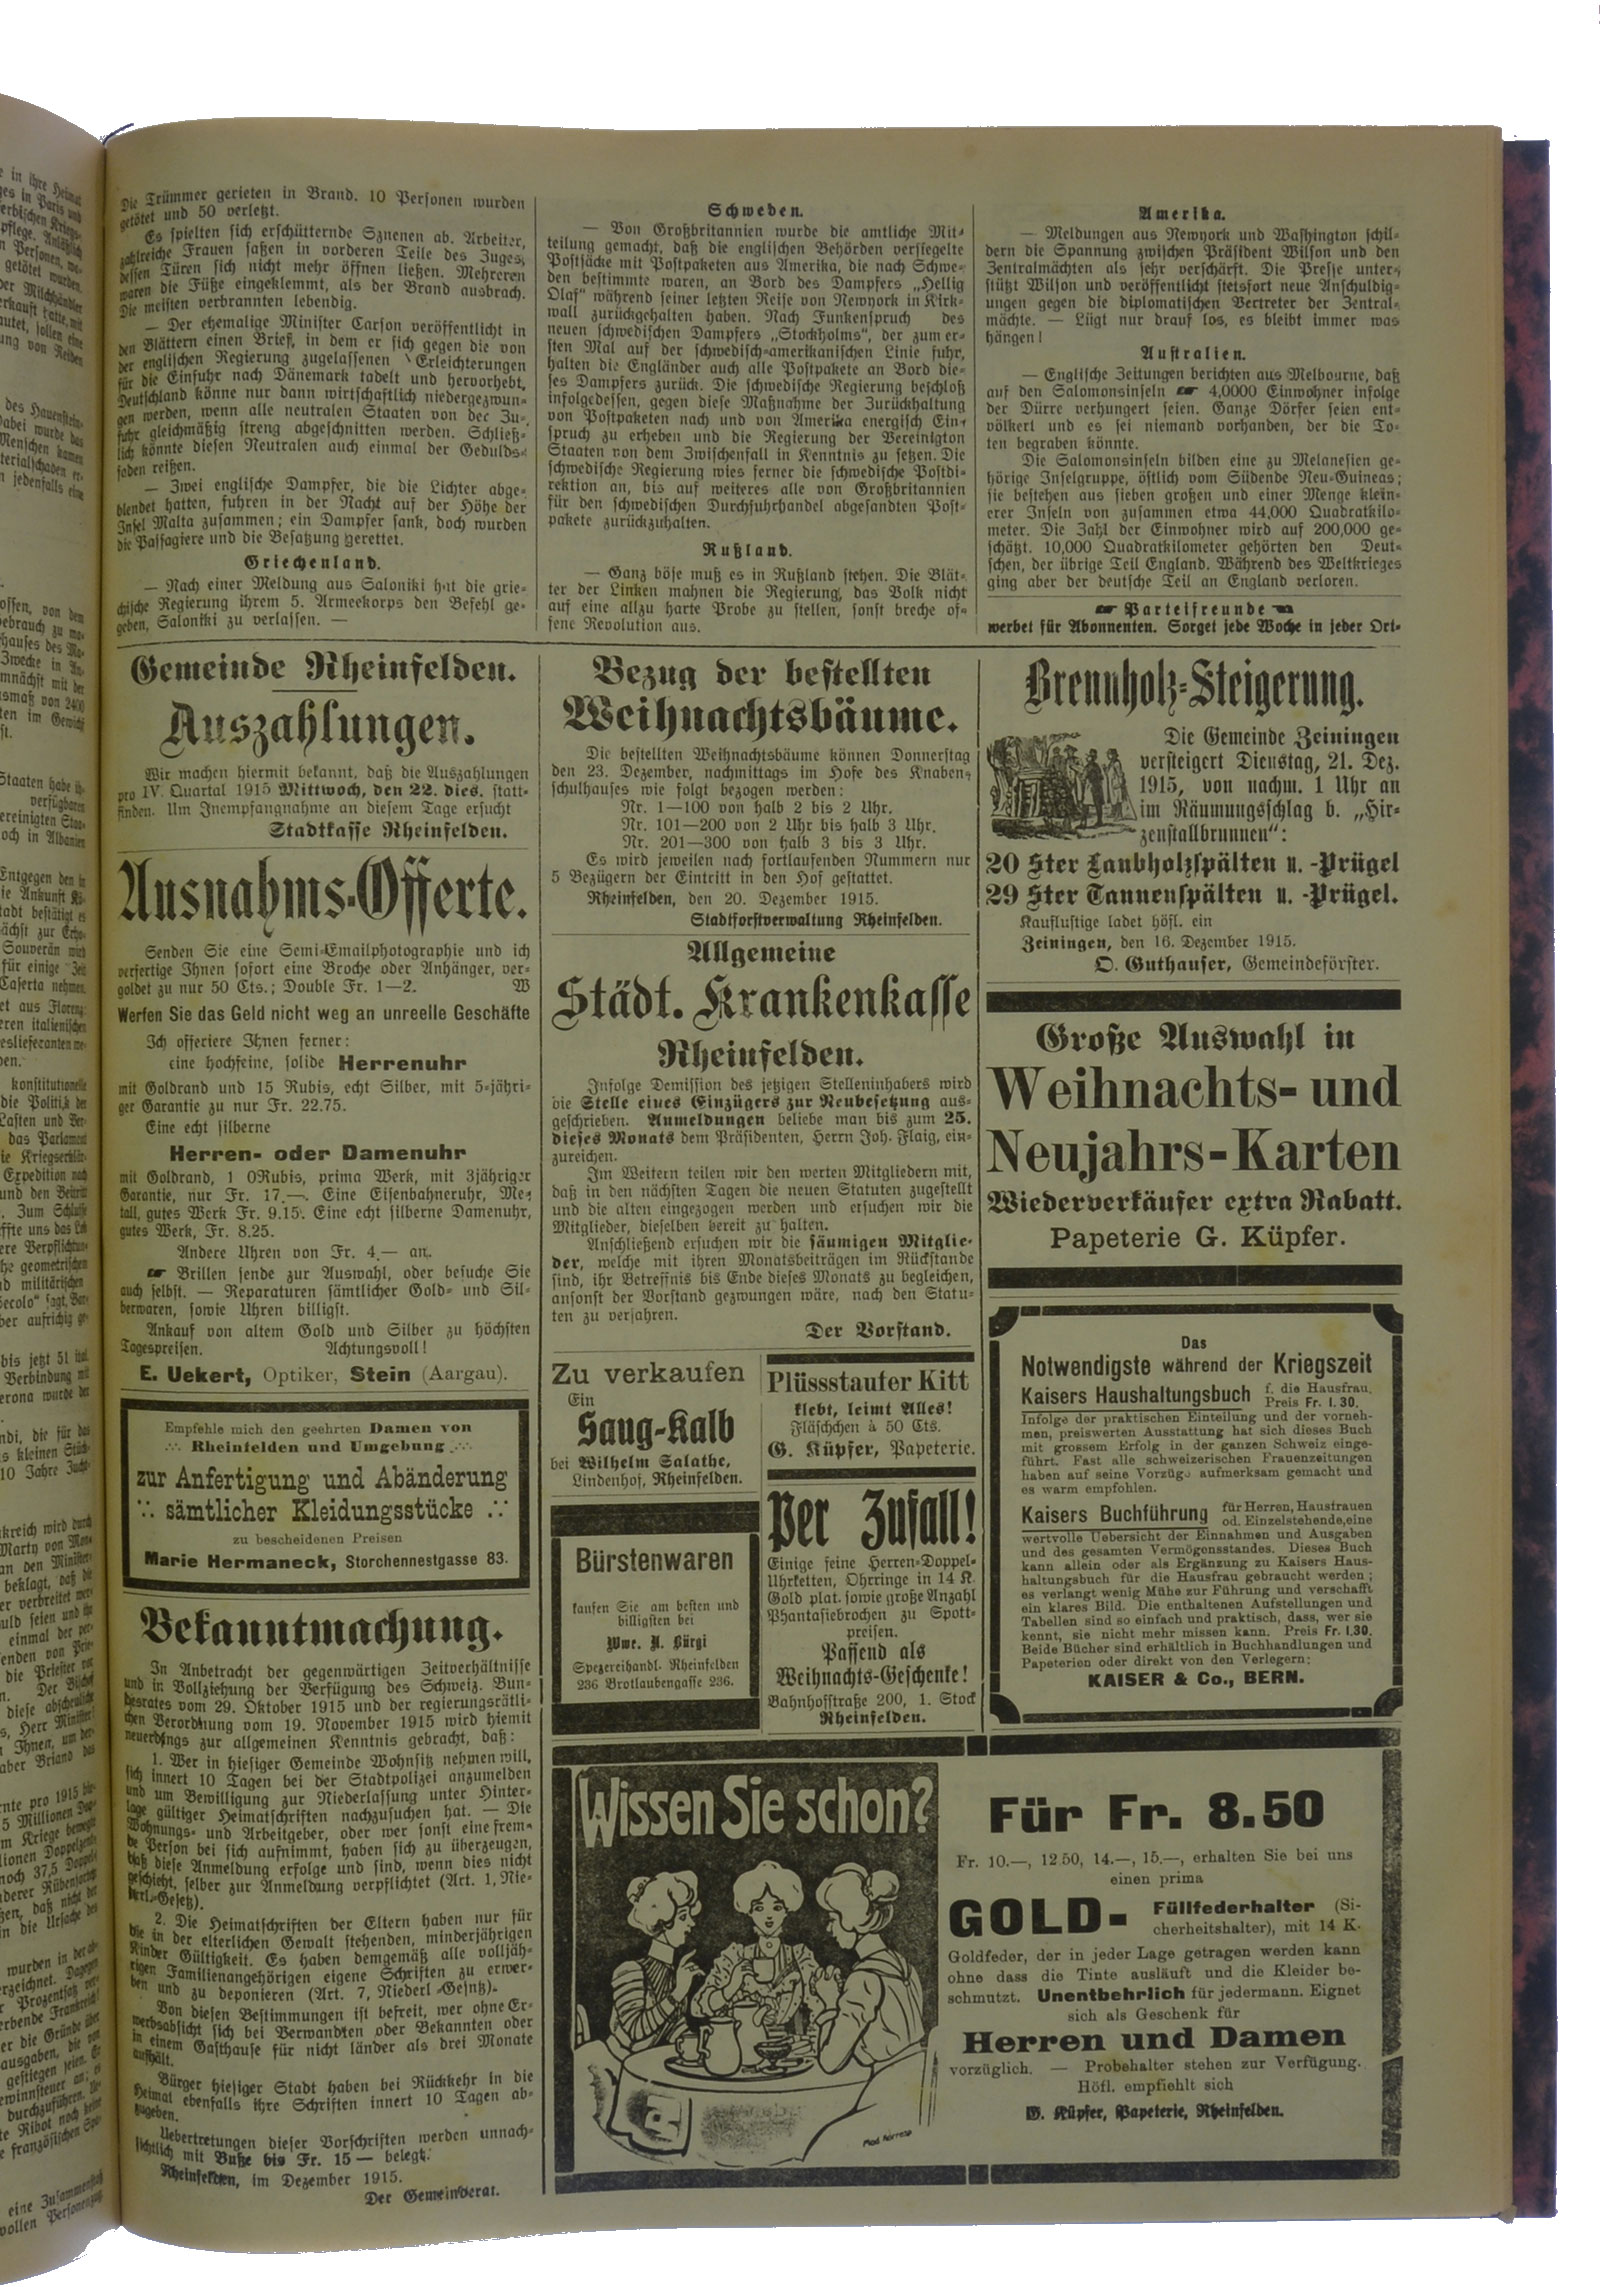 Die Trümmer gerieten in Brand. 10 Personen wurden
getötet und 50 verletzt.
Es spielten sich erschütternde Sznenen ab. Arbeiter,
zahlreiche Frauen saßen in vorderen Teile des Zuges,
dessen Türen sich nicht mehr öffnen ließen. Mehreren
waren die Füße eingeklemmt, als der Brand ausbrach.
Die meisten verbrannten lebendig.
— Der ehemalige Minister Carson veröffentlicht in
den Blättern einen Brief, in dem er sich gegen die von
der englischen Regierung zugelassenen Erleichterungen
für die Einfuhr nach Dänemark tadelt und hervorhebt,
Deutschland könne nur dann wirtschaftlich niedergezwun-
gen werden, wenn alle neutralen Staaten von der Zu-
fuhr gleichmäßig streng abgeschnitten werden. Schließ-
lich könnte diesen Neutralen auch einmal der Gedulds-
faden reißen.
— Zwei englische Dampfer, die die Lichter abge-
blendet hatten, fuhren in der Nacht auf der Höhe der
Insel Malta zusammen; ein Dampfer sank, doch wurden
die Passagiere und die Besatzung gerettet.
Griechenland.
— Nach einer Meldung aus Saloniki hat die grie-
chische Regierung ihrem 5. Armeekorps den Befehl ge-
geben, Saloniki zu verlassen. —
Schweden.
— Von Großbritannien wurde die amtliche Mit-
teilung gemacht, daß die englischen Behörden versiegelte
Postsäcke mit Postpaketen aus Amerika, die nach Schwe-
den bestimmte waren, an Bord des Dampfers „Hellig
Olaf" während seiner letzten Reise von Newyork in Kirk-
wall zurückgehalten haben. Nach Funkenspruch des
neuen schwedischen Dampfers „Stockholms", der zum er-
sten Mal auf der schwedisch-amerikanischen Linie fuhr,
halten die Engländer auch alle Postpakete an Bord die-
ses Dampfers zurück. Die schwedische Regierung beschloß
infolgedessen, gegen diese Maßnahme der Zurückhaltung
von Postpaketen nach und von Amerika energisch Ein-
spruch zu erheben und die Regierung der Vereinigton
Staaten von dem Zwischenfall in Kenntnis zu setzen. Die
schwedische Regierung wies ferner die schwedische Postdi-
rektion an, bis auf weiteres alle von Großbritannien
für den schwedischen Durchfuhrhandel abgesandten Post-
pakete zurückzuhalten.
Rußland.
— Ganz böse muß es in Rußland stehen. Die Blät-
ter der Linken mahnen die Regierung, das Volk nicht
auf eine allzu harte Probe zu stellen, sonst breche of-
fene Revolution aus.
Amerika.
— Meldungen aus Newyork und Washington schil-
dern die Spannung zwischen Präsident Wilson und den
Zentralmächten als sehr verschärft. Die Presse unter-
stützt Wilson und veröffentlicht stetsfort neue Anschuldig-
ungen gegen die diplomatischen Vertreter der Zentral-
mächte. — Lügt nur drauf los, es bleibt immer was
hängen!
Australien.
— Englische Zeitungen berichten aus Melbourne, daß
auf den Salomonsinseln ☛ 4,0000 Einwohner infolge
der Dürre verhungert seien. Ganze Dörfer seien ent-
völkert und es sei niemand vorhanden, der die To-
ten begraben könnte.
Die Salomonsinseln bilden eine zu Melanesien ge-
hörige Inselgruppe, östlich vom Südende Neu-Guineas;
sie bestehen aus sieben großen und einer Menge klein-
erer Inseln von zusammen etwa 44,000 Quadratkilo-
meter. Die Zahl der Einwohner wird auf 200,000 ge-
schätzt. 10,000 Quadratkilometer gehörten den Deut-
schen, der übrige Teil England. Während des Weltkrieges
ging aber der deutsche Teil an England verloren.
☛ Parteifreunde ☚
werbet für Abonnenten. Sorget jede Woche in jeder Ort-
Gemeinde Rheinfelden.
Auszahlungen.
Wir machen hiermit bekannt, daß die Auszahlungen
pro IV. Quartal 1915 Mittwoch, den 22. dies. statt-
finden. Um Inempfangnahme an diesem Tage ersucht
Stadtkasse Rheinfelden.
Ausnahms-Offerte.
Senden Sie eine Semi-Emailphotographie und ich
verfertige Ihnen sofort eine Broche oder Anhänger, ver-
goldet zu nur 50 Cts.; Double Fr. 1—2. W
Werfen Sie das Geld nicht weg an unreelle Geschäfte
Ich offeriere Ihnen ferner:
eine hochfeine, solide Herrenuhr
mit Goldrand und 15 Rubis, echt Silber, mit 5-jähri-
ger Garantie zu nur Fr. 22.75.
Eine echt silberne
Herren- oder Damenuhr
mit Goldrand, 1 0Rubis, prima Werk, mit 3jähriger
Garantie, nur Fr. 17.—. Eine Eisenbahneruhr, Me-
tall, gutes Werk Fr. 9.15. Eine echt silberne Damenuhr,
gutes Werk, Fr. 8.25.
Andere Uhren von Fr. 4.— an.
☛ Brillen sende zur Auswahl, oder besuche Sie
auch selbst. — Reparaturen sämtlicher Gold- und Sil-
berwaren, sowie Uhren billigst.
Ankauf von altem Gold und Silber zu höchsten
Tagespreisen. Achtungsvoll!
E. Uekert, Optiker, Stein (Aargau).
Empfehle mich den geehrten Damen von
∴ Rheinfelden und Umgebung ∴
zur Anfertigung und Abänderung
:: sämtlicher Kleidungsstücke ::
zu bescheidenen Preisen
Marie Hermaneck, Storchennestgasse 83.
Bekanntmachung.
In Anbetracht der gegenwärtigen Zeitverhältnisse
und in Vollziehung der Verfügung des Schweiz. Bun-
desrates vom 29. Oktober 1915 und der regierungsrätli-
chen Verordnung vom 19. November 1915 wird hiemit
neuerdings zur allgemeinen Kenntnis gebracht, daß:
1. Wer in hiesiger Gemeinde Wohnsitz nehmen will,
sich innert 10 Tagen bei der Stadtpolizei anzumelden
und um Bewilligung zur Niederlassung unter Hinter-
lage gültiger Heimatschriften nachzusuchen hat. — Die
Wohnungs- und Arbeitgeber, oder wer sonst eine frem-
de Person bei sich aufnimmt, haben sich zu überzeugen,
daß diese Anmeldung erfolge und sind, wenn dies nicht
geschieht, selber zur Anmeldung verpflichtet (Art. 1, Nie-
derl.-Gesetz).
2. Die Heimatschriften der Eltern haben nur für
die in der elterlichen Gewalt stehenden, minderjährigen
Kinder Gültigkeit. Es haben demgemäß alle volljäh-
rigen Familienangehörigen eigene Schriften zu erwer-
ben und zu deponieren (Art. 7, Niederl-Gesntz).
Von diesen Bestimmungen ist befreit, wer ohne Er-
werbsabsicht sich bei Verwandten oder Bekannten oder
in einem Gasthause für nicht länder als drei Monate
aufhält.
Bürger hiesiger Stadt haben bei Rückkehr in die
Heimat ebenfalls ihre Schriften innert 10 Tagen ab-
zugeben.
Uebertretungen dieser Vorschriften werden unnach-
sichtlich mit Buße bis Fr. 15 — belegt.
Rheinfelden, im Dezember 1915.
Der Gemeinderat.
Bezug der bestellten
Weihnachtsbäume.
Die bestellten Weihnachtsbäume können Donnerstag
den 23. Dezember, nachmittags im Hofe des Knaben-
schulhauses wie folgt bezogen werden:
Nr. 1—100 von halb 2 bis 2 Uhr.
Nr. 101—200 von 2 Uhr bis halb 3 Uhr.
Nr. 201—300 von halb 3 bis 3 Uhr.
Es wird jeweilen nach fortlaufenden Nummern nur
5 Bezügern der Eintritt in den Hof gestattet.
Rheinfelden, den 20. Dezember 1915.
Stadtforstverwaltung Rheinfelden.
Allgemeine
Städt. Krankenkasse
Rheinfelden.
Infolge Demission des jetzigen Stelleninhabers wird
die Stelle eines Einzügers zur Neubesetzung aus-
geschrieben. Anmeldungen beliebe man bis zum 25.
dieses Monats dem Präsidenten, Herrn Joh. Flaig, ein-
zureichen.
Im Weitern teilen wir den werten Mitgliedern mit,
daß in den nächsten Tagen die neuen Statuten zugestellt
und die alten eingezogen werden und ersuchen wir die
Mitglieder, dieselben bereit zu halten.
Anschließend ersuchen wir die säumigen Mitglie-
der, welche mit ihren Monatsbeiträgen im Rückstande
sind, ihr Betreffnis bis Ende dieses Monats zu begleichen,
ansonst der Vorstand gezwungen wäre, nach den Statu-
ten zu verfahren.
Der Vorstand.
Zu verkaufen
Ein
Saug-Kalb
bei Wilhelm Salathe,
Lindenhof, Rheinfelden.
Bürstenwaren
kaufen Sie am besten und
billigsten bei
Wwe. A. Bürgi
Spezereihandl. Rheinfelden
236 Brotlaubengasse 236.
Plüssstaufer Kitt
klebt, leimt Alles!
Fläschchen à 50 Cts.
G. Küpfer, Papeterie.
Per Zufall!
Einige feine Herren-Doppel-
Uhrketten, Ohrringe in 14 K.
Gold plat. sowie große Anzahl
Phantasiebrochen zu Spott-
preisen.
Passend als
Weihnachts-Geschenke!
Bahnhofstraße 200, 1. Stock
Rheinfelden.
Brennholz-Steigerung.
Die Gemeinde Zeiningen
versteigert Dienstag, 21. Dez.
1915, von nachm. 1 Uhr an
im Räumungsschlag b. „Hir-
zenstallbrunnen":
20 Ster Laubholzspälten u. -Prügel
29 Ster Tannenspälten u. -Prügel.
Kauflustige ladet höfl. ein
Zeiningen, den 16. Dezember 1915.
O. Guthauser, Gemeindeförster.
Große Auswahl in
Weihnachts- und
Neujahrs-Karten
Wiederverkäufer extra Rabatt.
Papeterie G. Küpfer.
Das
Notwendigste während der Kriegszeit
Kaisers Haushaltungsbuch f. die Hausfrau.
Preis Fr. 1.30.
Infolge der praktischen Einteilung und der vorneh-
men, preiswerten Ausstattung hat sich dieses Buch
mit grossem Erfolg in der ganzen Schweiz einge-
führt. Fast alle schweizerischen Frauenzeitungen
haben auf seine Vorzüge aufmerksam gemacht und
es warm empfohlen.
Kaisers Buchführung für Herren, Hausfrauen
od. Einzelstehende, eine
wertvolle Uebersicht der Einnahmen und Ausgaben
und des gesamten Vermögensstandes. Dieses Buch
kann allein oder als Ergänzung zu Kaisers Haus-
haltungsbuch für die Hausfrau gebraucht werden;
es verlangt wenig Mühe zur Führung und verschafft
ein klares Bild. Die enthaltenen Aufstellungen und
Tabellen sind so einfach und praktisch, dass, wer sie
kennt, sie nicht mehr missen kann. Preis Fr. 1.30.
Beide Bücher sind erhältlich in Buchhandlungen und
Papeterien oder direkt von den Verlegern:
KAISER & Co., BERN.
Wissen Sie schon?
Für Fr. 8.50
Fr. 10.—, 12.50, 14.—, 15.—, erhalten Sie bei uns
einen prima
GOLD- Füllfederhalter (Si-
cherheitshalter), mit 14 K.
Goldfeder, der in jeder Lage getragen werden kann
ohne dass die Tinte ausläuft und die Kleider be-
schmutzt. Unentbehrlich für jedermann. Eignet
sich als Geschenk für
Herren und Damen
vorzüglich. — Probehalter stehen zur Verfügung.
Höfl. empfiehlt sich
G. Küpfer, Papeterie, Rheinfelden.